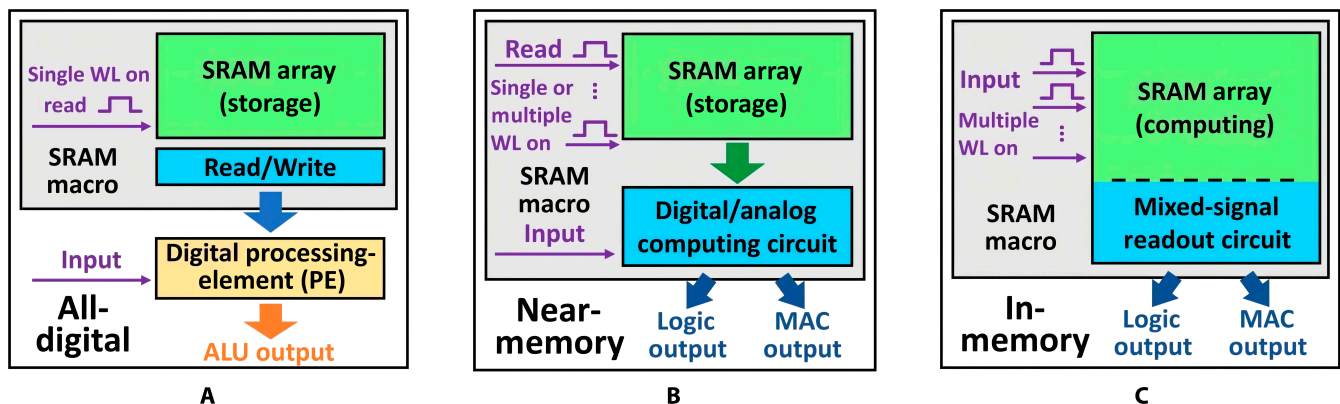 Single WL on
read
SRAM array
(storage)
SRAM
macro
Read/Write
Input
Digital processing-
element (PE)
All-
digital
ALU output
A
Read
Single or
multiple
WL on
SRAM array
(storage)
SRAM
macro
Input
Digital/analog
computing circuit
Near-
memory
Logic
output
MAC
output
B
Input
Multiple
WL on
SRAM array
(computing)
SRAM
macro
Mixed-signal
readout circuit
In-
memory
Logic
output
MAC
output
C